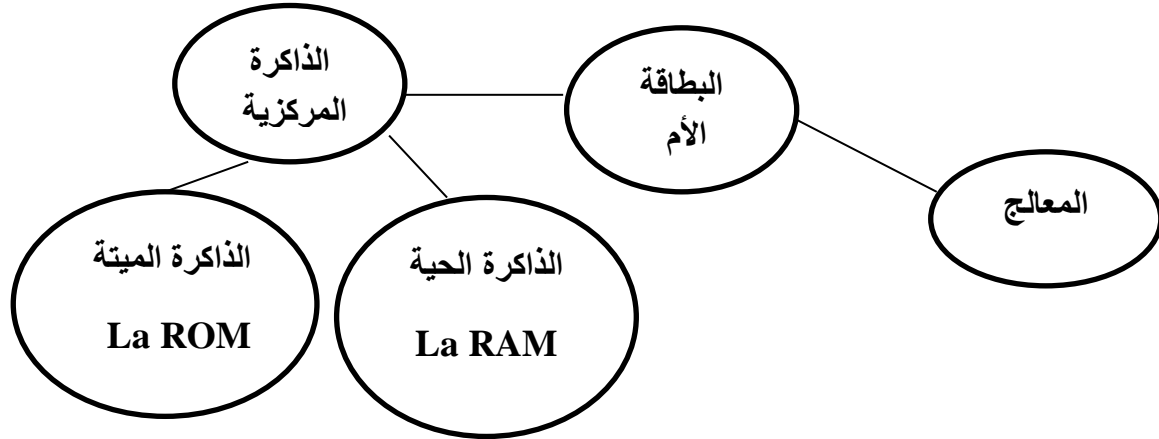 الذاكرة
المركزية
البطاقة
الأم
المعالج
الذاكرة الحية
La RAM
الذاكرة الميتة
La ROM